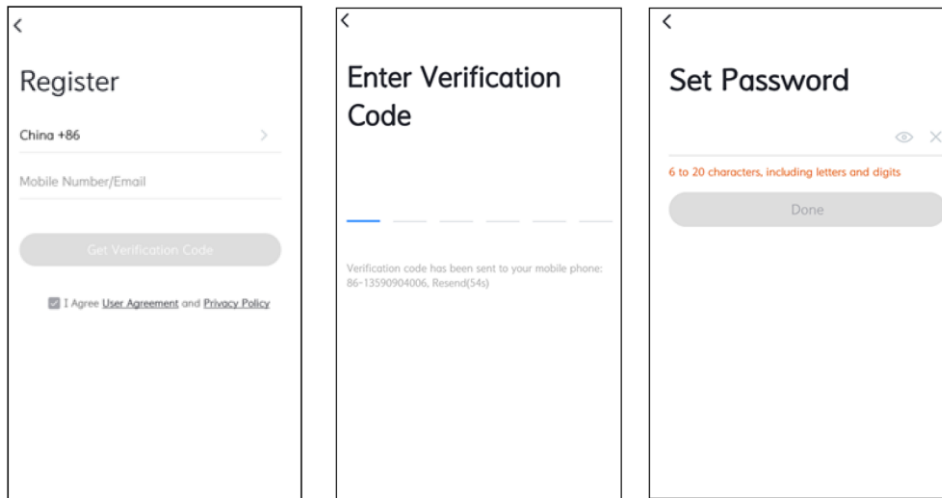 Register
China +86
Mobile Number/Email
Get Verification Code
I Agree User Agreement and Privacy Policy
Enter Verification
Code
Verification code has been sent to your mobile phone:
86-13590904006, Resend(54s)
Set Password
6 to 20 characters, including letters and digits
Done